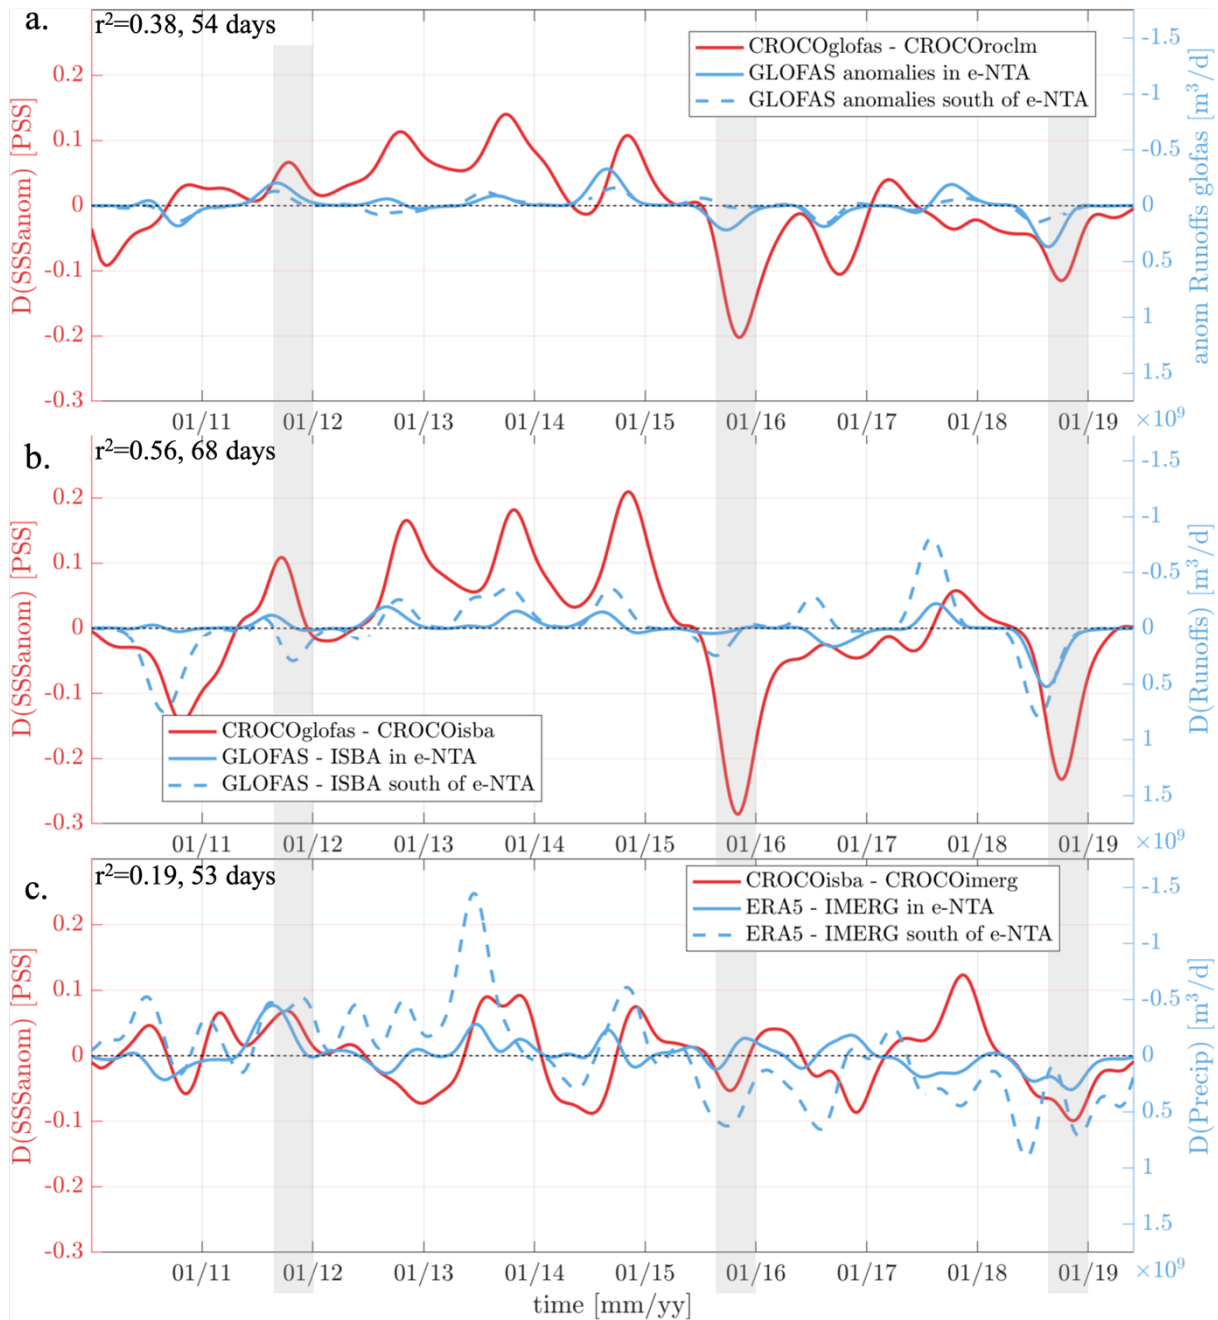 a.
r²=0.38, 54 days
CROCOglofas - CROCOroclm
GLOFAS anomalies in e-NTA
GLOFAS anomalies south of e-NTA
D(SSSanom) [PSS]
0.2
0.1
0
-0.1
-0.2
-0.3
anom Runoffs glofas [m³/d]
-1.5
-1
-0.5
0
0.5
1
1.5
×10⁹
01/11 01/12 01/13 01/14 01/15 01/16 01/17 01/18 01/19
b.
r²=0.56, 68 days
CROCOglofas - CROCOisba
GLOFAS - ISBA in e-NTA
GLOFAS - ISBA south of e-NTA
D(SSSanom) [PSS]
0.2
0.1
0
-0.1
-0.2
-0.3
D(Runoffs) [m³/d]
-1.5
-1
-0.5
0
0.5
1
1.5
×10⁹
01/11 01/12 01/13 01/14 01/15 01/16 01/17 01/18 01/19
c.
r²=0.19, 53 days
CROCOisba - CROCOimerg
ERA5 - IMERG in e-NTA
ERA5 - IMERG south of e-NTA
D(SSSanom) [PSS]
0.2
0.1
0
-0.1
-0.2
-0.3
D(Precip) [m³/d]
-1.5
-1
-0.5
0
0.5
1
1.5
×10⁹
01/11 01/12 01/13 01/14 01/15 01/16 01/17 01/18 01/19
time [mm/yy]